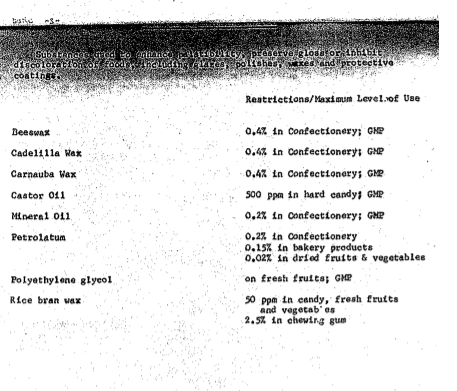 Substances used to enhance palatability, preserve gloss or inhibit
discoloration of foods, including glazes, polishes, waxes and protective
coatings.
Restrictions/Maximum Level of Use
Beeswax 0.4% in Confectionery; GMP
Cadelilla Wax 0.4% in Confectionery; GMP
Carnauba Wax 0.4% in Confectionery; GMP
Castor Oil 500 ppm in hard candy; GMP
Mineral Oil 0.2% in Confectionery; GMP
Petrolatum 0.2% in Confectionery
0.15% in bakery products
0.02% in dried fruits & vegetables
Polyethylene glycol on fresh fruits; GMP
Rice bran wax 50 ppm in candy, fresh fruits
and vegetab es
2.5% in chewing gum